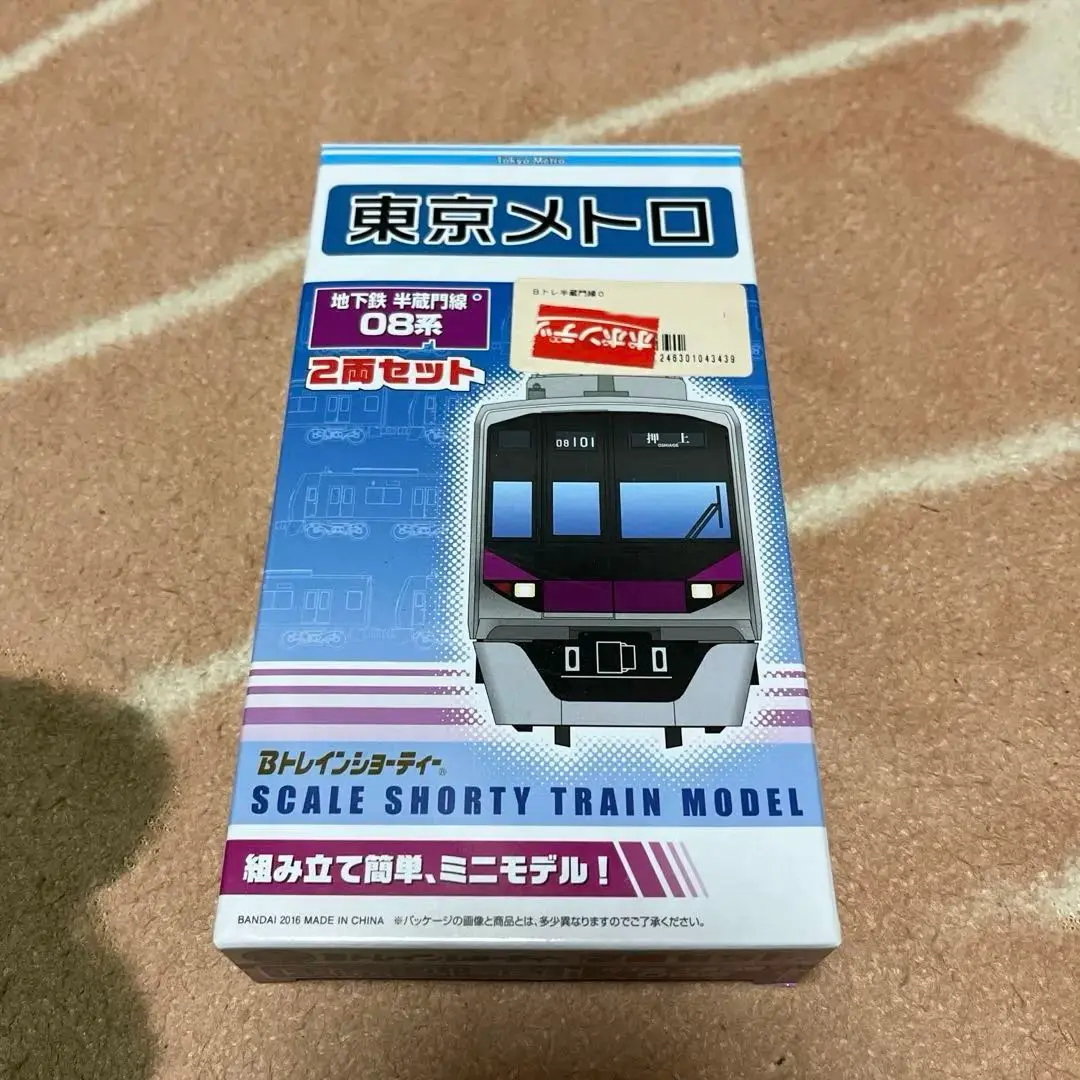 Tokyo Metro
東京メトロ
地下鉄 半蔵門線
08系
2両セット
Bトレ半蔵門線0
ポポンデッ
246301043439
08101
押上
OSHIAGE
Bトレインショーティー®
SCALE SHORTY TRAIN MODEL
組み立て簡単、ミニモデル!
BANDAI 2016 MADE IN CHINA ※パッケージの画像と商品とは、多少異なりますのでご了承ください。